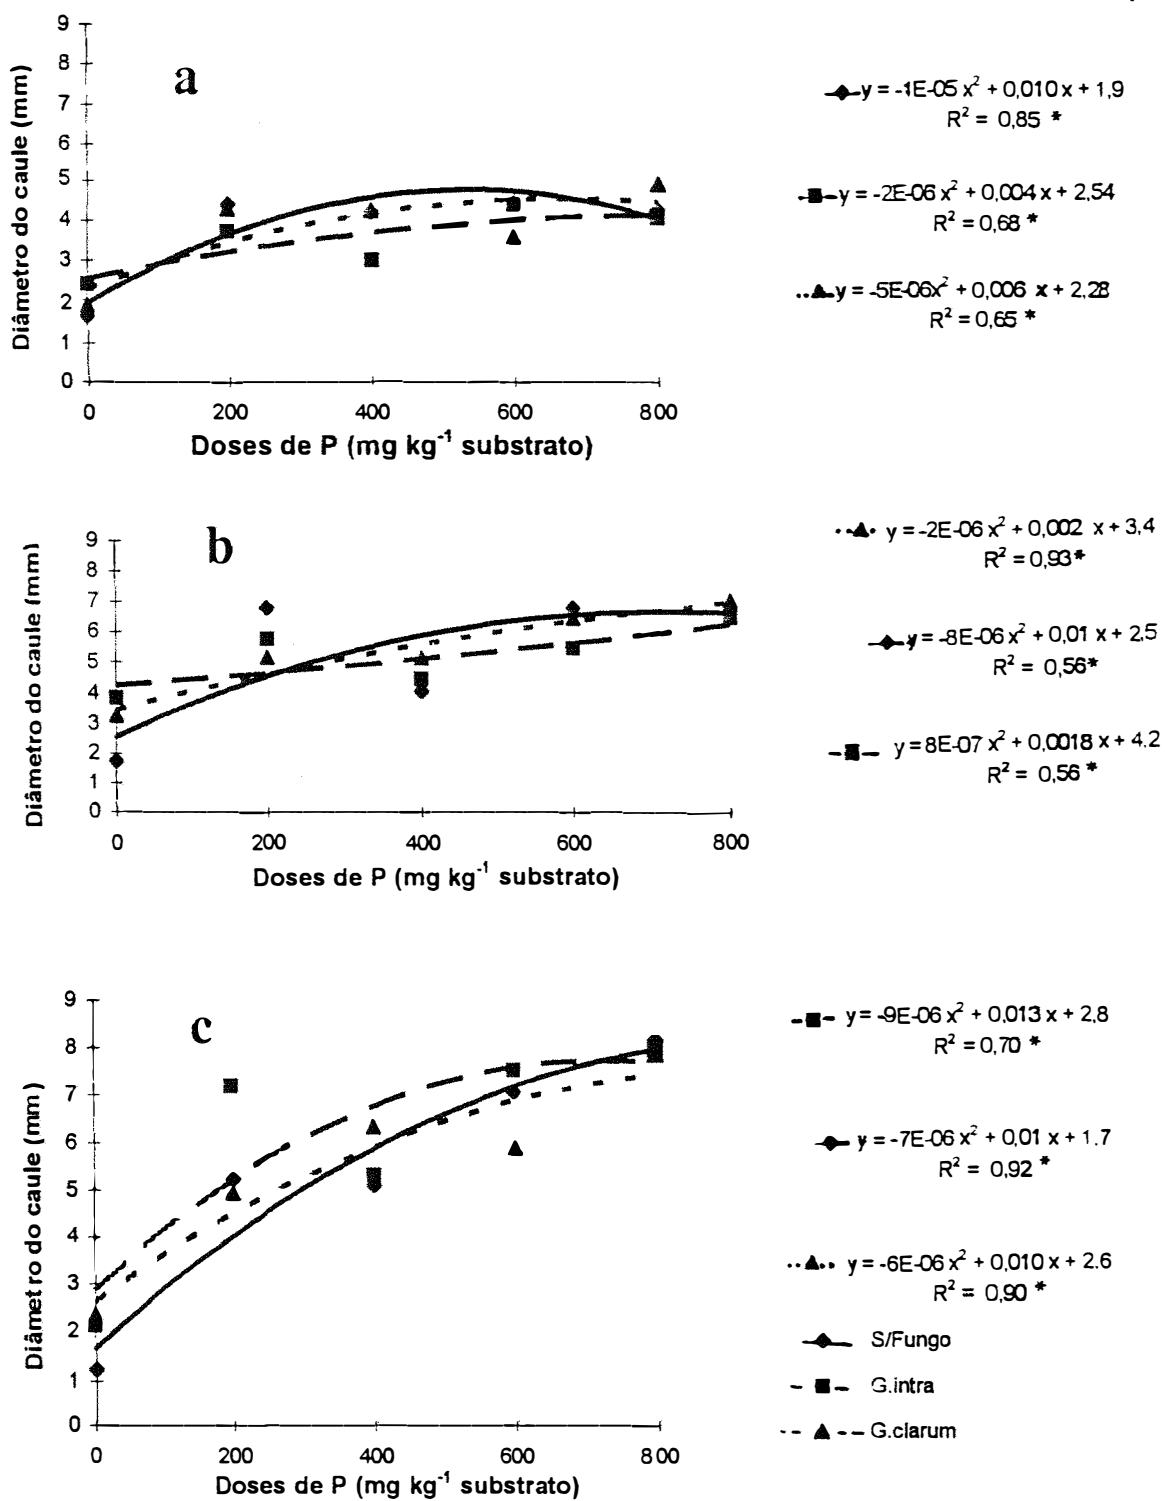 a
Diâmetro do caule (mm)
9
8
7
6
5
4
3
2
1
0
0 200 400 600 800
Doses de P (mg kg⁻¹ substrato)
y = -1E-05 x² + 0,010 x + 1,9
R² = 0,85 *
y = -2E-06 x² + 0,004 x + 2,54
R² = 0,68 *
y = -5E-06x² + 0,006 x + 2,28
R² = 0,65 *
b
Diâmetro do caule (mm)
9
8
7
6
5
4
3
2
1
0
0 200 400 600 800
Doses de P (mg kg⁻¹ substrato)
y = -2E-06 x² + 0,002 x + 3,4
R² = 0,93*
y = -8E-06 x² + 0,01 x + 2,5
R² = 0,56*
y = 8E-07 x² + 0,0018 x + 4.2
R² = 0,56 *
c
Diâmetro do caule (mm)
9
8
7
6
5
4
3
2
1
0
0 200 400 600 800
Doses de P (mg kg⁻¹ substrato)
y = -9E-06 x² + 0,013 x + 2,8
R² = 0,70 *
y = -7E-06 x² + 0,01 x + 1.7
R² = 0,92 *
y = -6E-06 x² + 0,010 x + 2.6
R² = 0,90 *
S/Fungo
G.intra
G.clarum